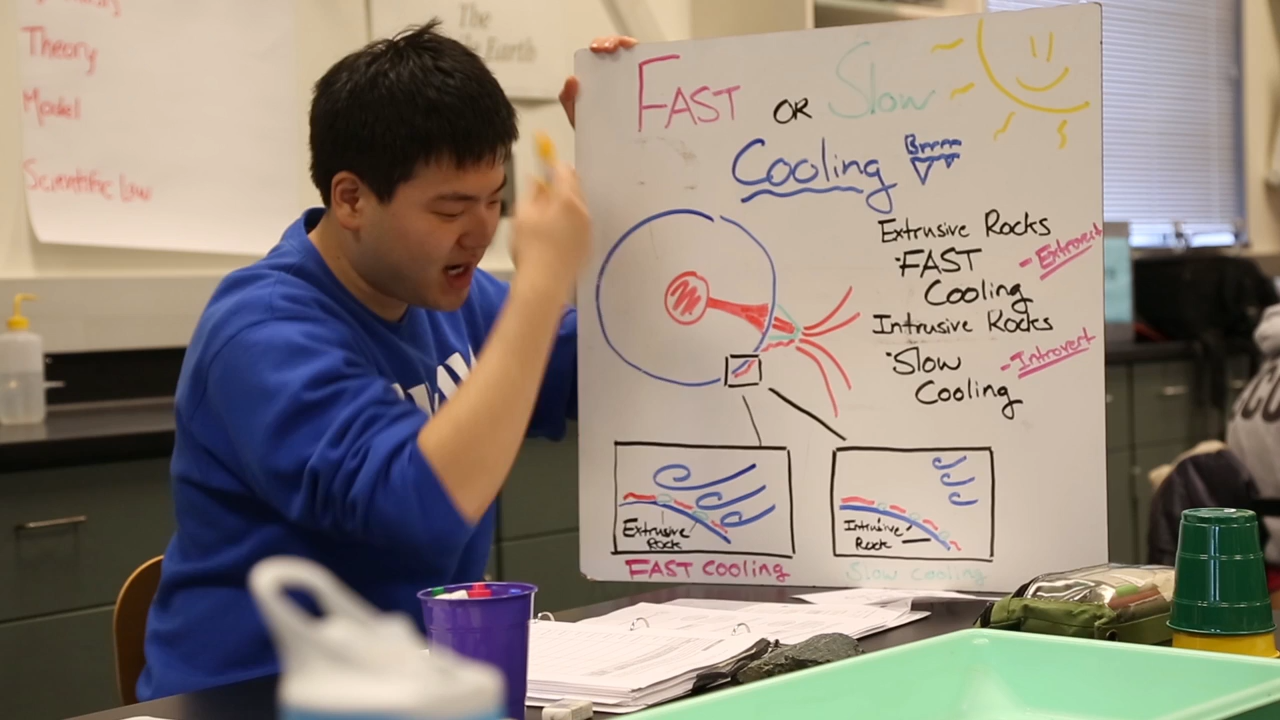 Theory
Model
Scientific Law
The
Earth
FAST OR Slow
Cooling Brrrr
Extrusive Rocks
·FAST - Extrovert
Cooling
Intrusive Rocks
·Slow - Introvert
Cooling
Extrusive
Rock
FAST Cooling
Intrusive
Rock
Slow cooling